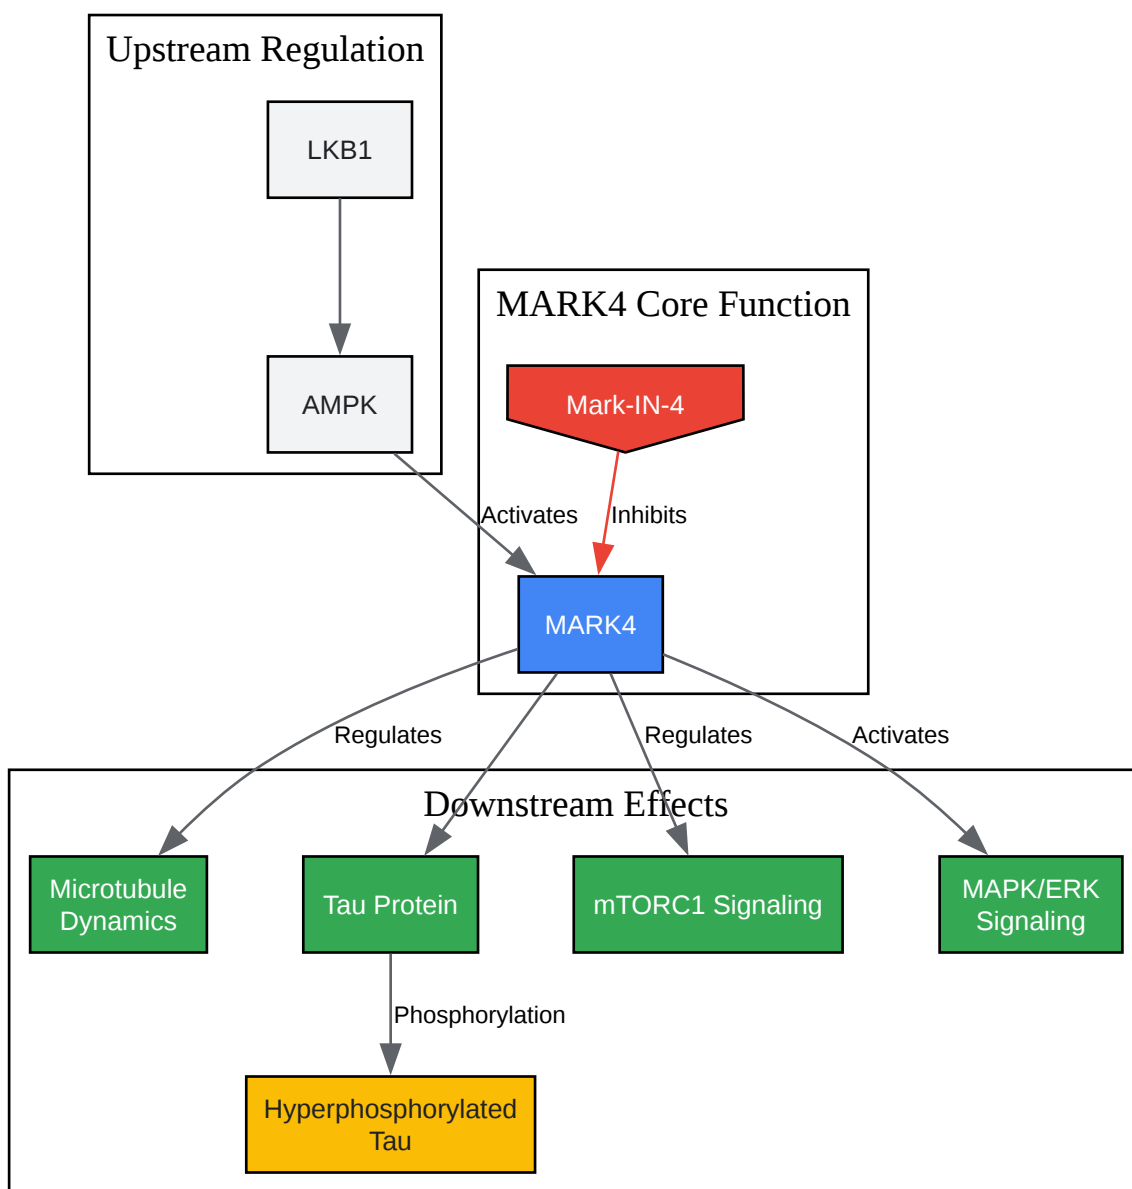 Upstream Regulation
LKB1
AMPK
MARK4 Core Function
Mark-IN-4
Activates
Inhibits
MARK4
Regulates
Regulates
Activates
Downstream Effects
Microtubule
Dynamics
Tau Protein
mTORC1 Signaling
MAPK/ERK
Signaling
Phosphorylation
Hyperphosphorylated
Tau